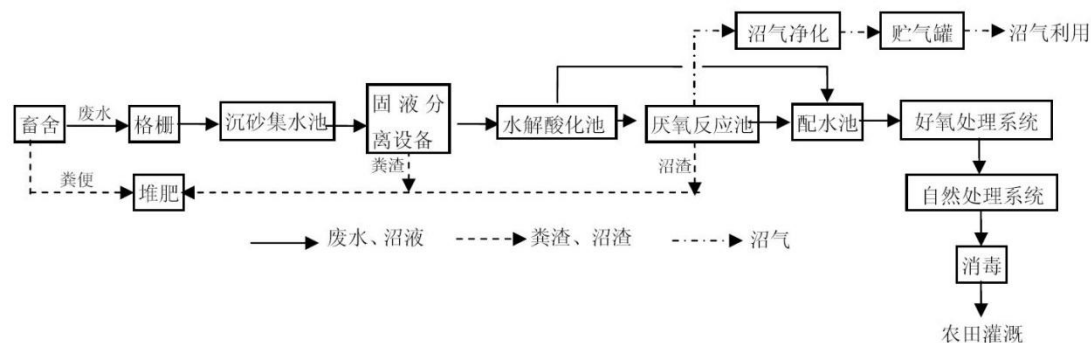 沼气净化
贮气罐
沼气利用
畜舍
废水
格栅
沉砂集水池
固液分
离设备
水解酸化池
厌氧反应池
配水池
好氧处理系统
粪渣
沼渣
粪便
堆肥
自然处理系统
废水、沼液
粪渣、沼渣
沼气
消毒
农田灌溉